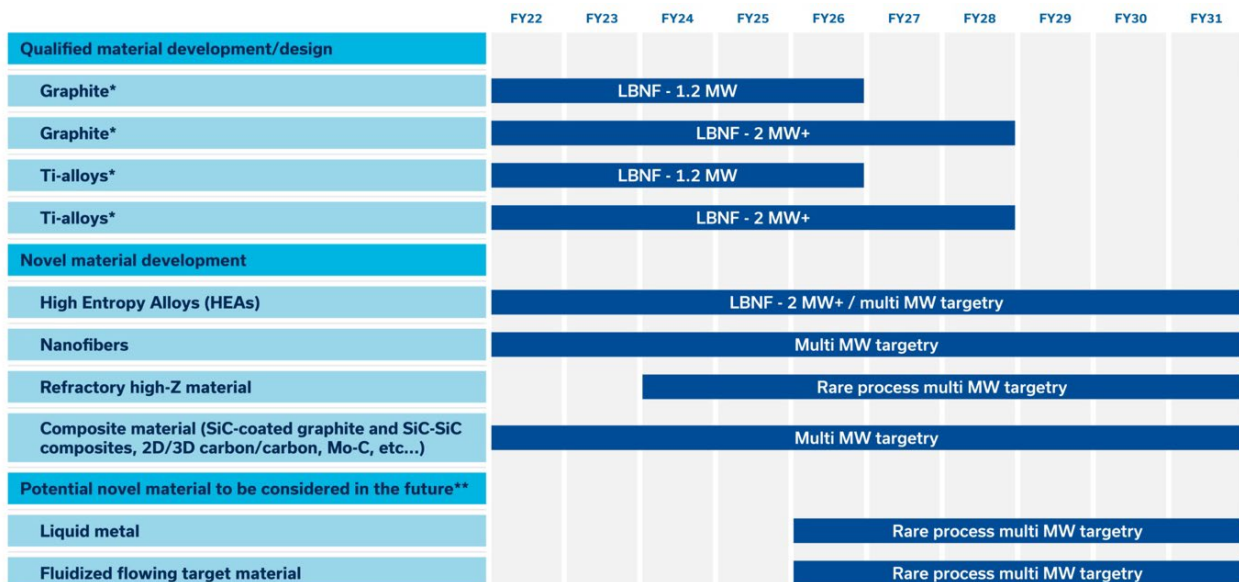 FY22 FY23 FY24 FY25 FY26 FY27 FY28 FY29 FY30 FY31
Qualified material development/design
Graphite* LBNF - 1.2 MW
Graphite* LBNF - 2 MW+
Ti-alloys* LBNF - 1.2 MW
Ti-alloys* LBNF - 2 MW+
Novel material development
High Entropy Alloys (HEAs) LBNF - 2 MW+ / multi MW targetry
Nanofibers Multi MW targetry
Refractory high-Z material Rare process multi MW targetry
Composite material (SiC-coated graphite and SiC-SiC
composites, 2D/3D carbon/carbon, Mo-C, etc...) Multi MW targetry
Potential novel material to be considered in the future**
Liquid metal Rare process multi MW targetry
Fluidized flowing target material Rare process multi MW targetry